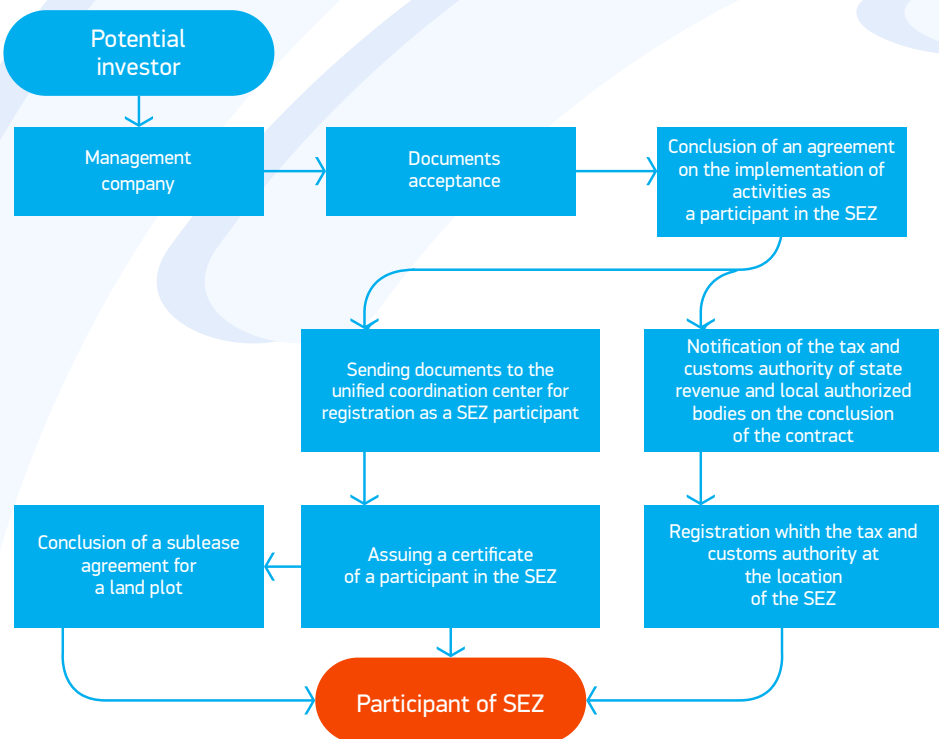 Potential
investor
Management
company
Documents
acceptance
Conclusion of an agreement
on the implementation of
activities as
a participant in the SEZ
Sending documents to the
unified coordination center for
registration as a SEZ participant
Notification of the tax and
customs authority of state
revenue and local authorized
bodies on the conclusion
of the contract
Conclusion of a sublease
agreement for
a land plot
Assuing a certificate
of a participant in the SEZ
Registration whith the tax and
customs authority at
the location
of the SEZ
Participant of SEZ